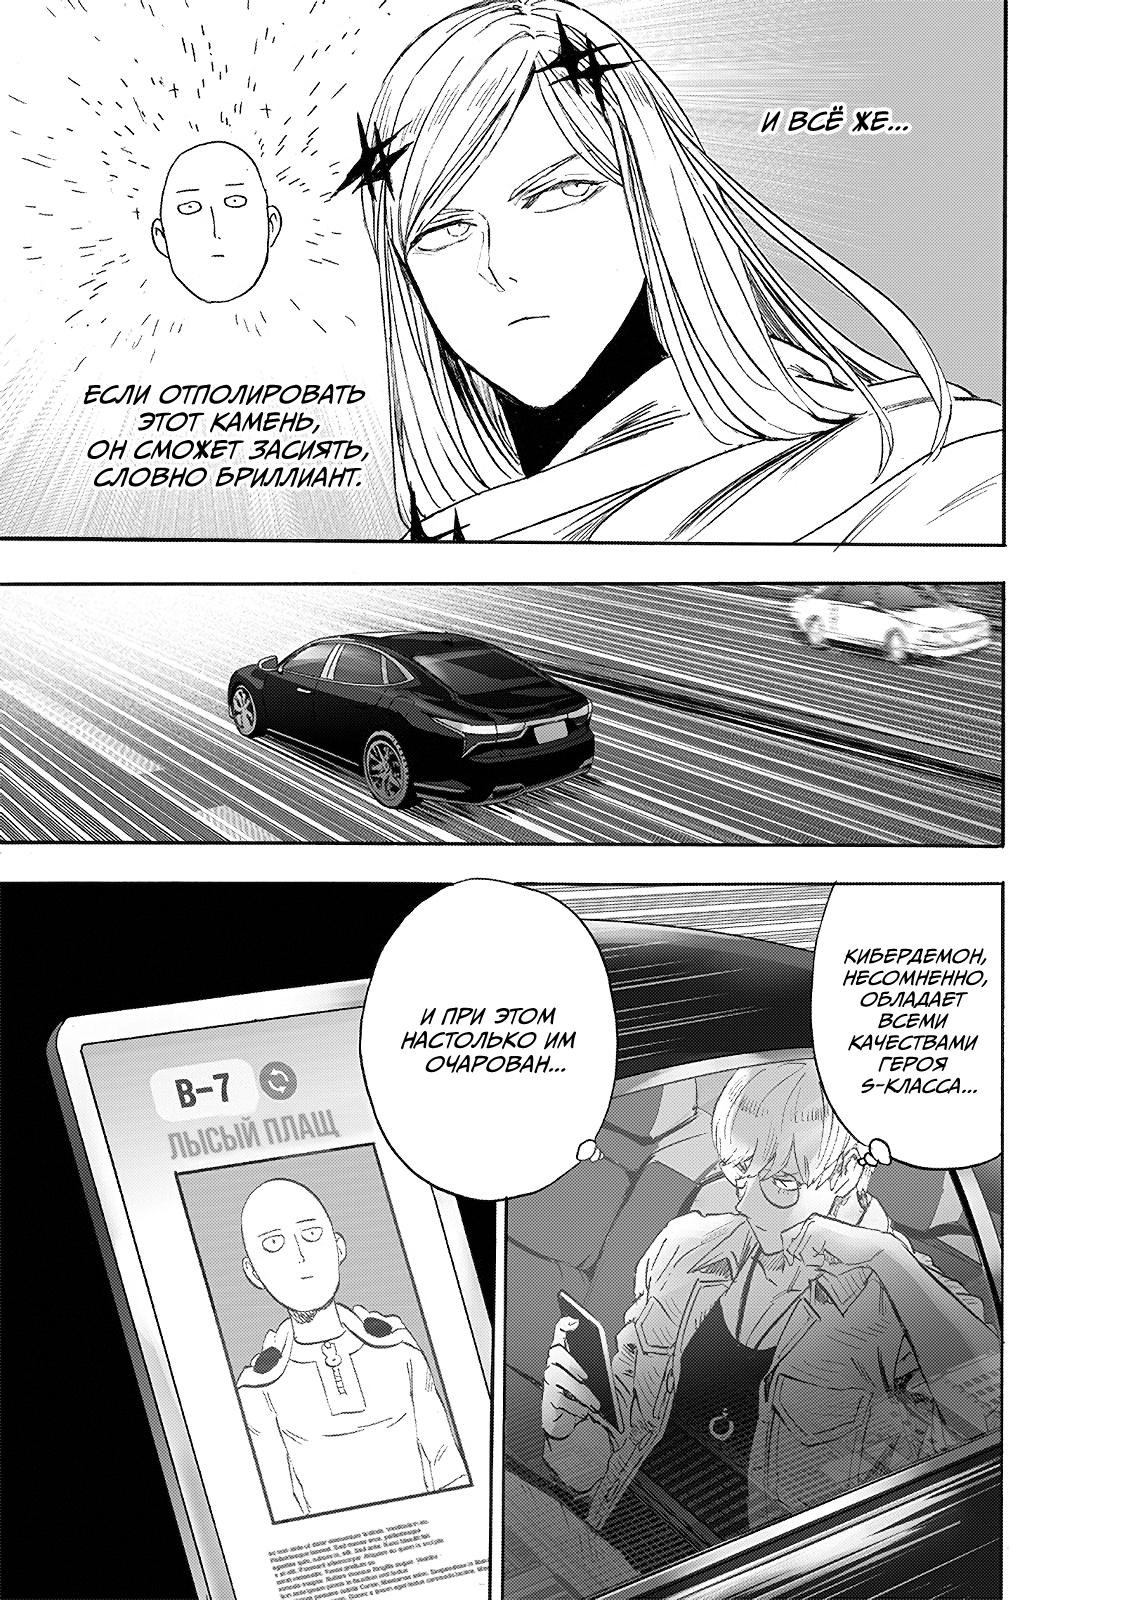 И ВСЁ ЖЕ...
ЕСЛИ ОТПОЛИРОВАТЬ
ЭТОТ КАМЕНЬ,
ОН СМОЖЕТ ЗАСИЯТЬ,
СЛОВНО БРИЛЛИАНТ.
КИБЕРДЕМОН,
НЕСОМНЕННО,
ОБЛАДАЕТ
ВСЕМИ
КАЧЕСТВАМИ
ГЕРОЯ
S-КЛАССА...
И ПРИ ЭТОМ
НАСТОЛЬКО ИМ
ОЧАРОВАН...
B-7
ЛЫСЫЙ ПЛАЩ